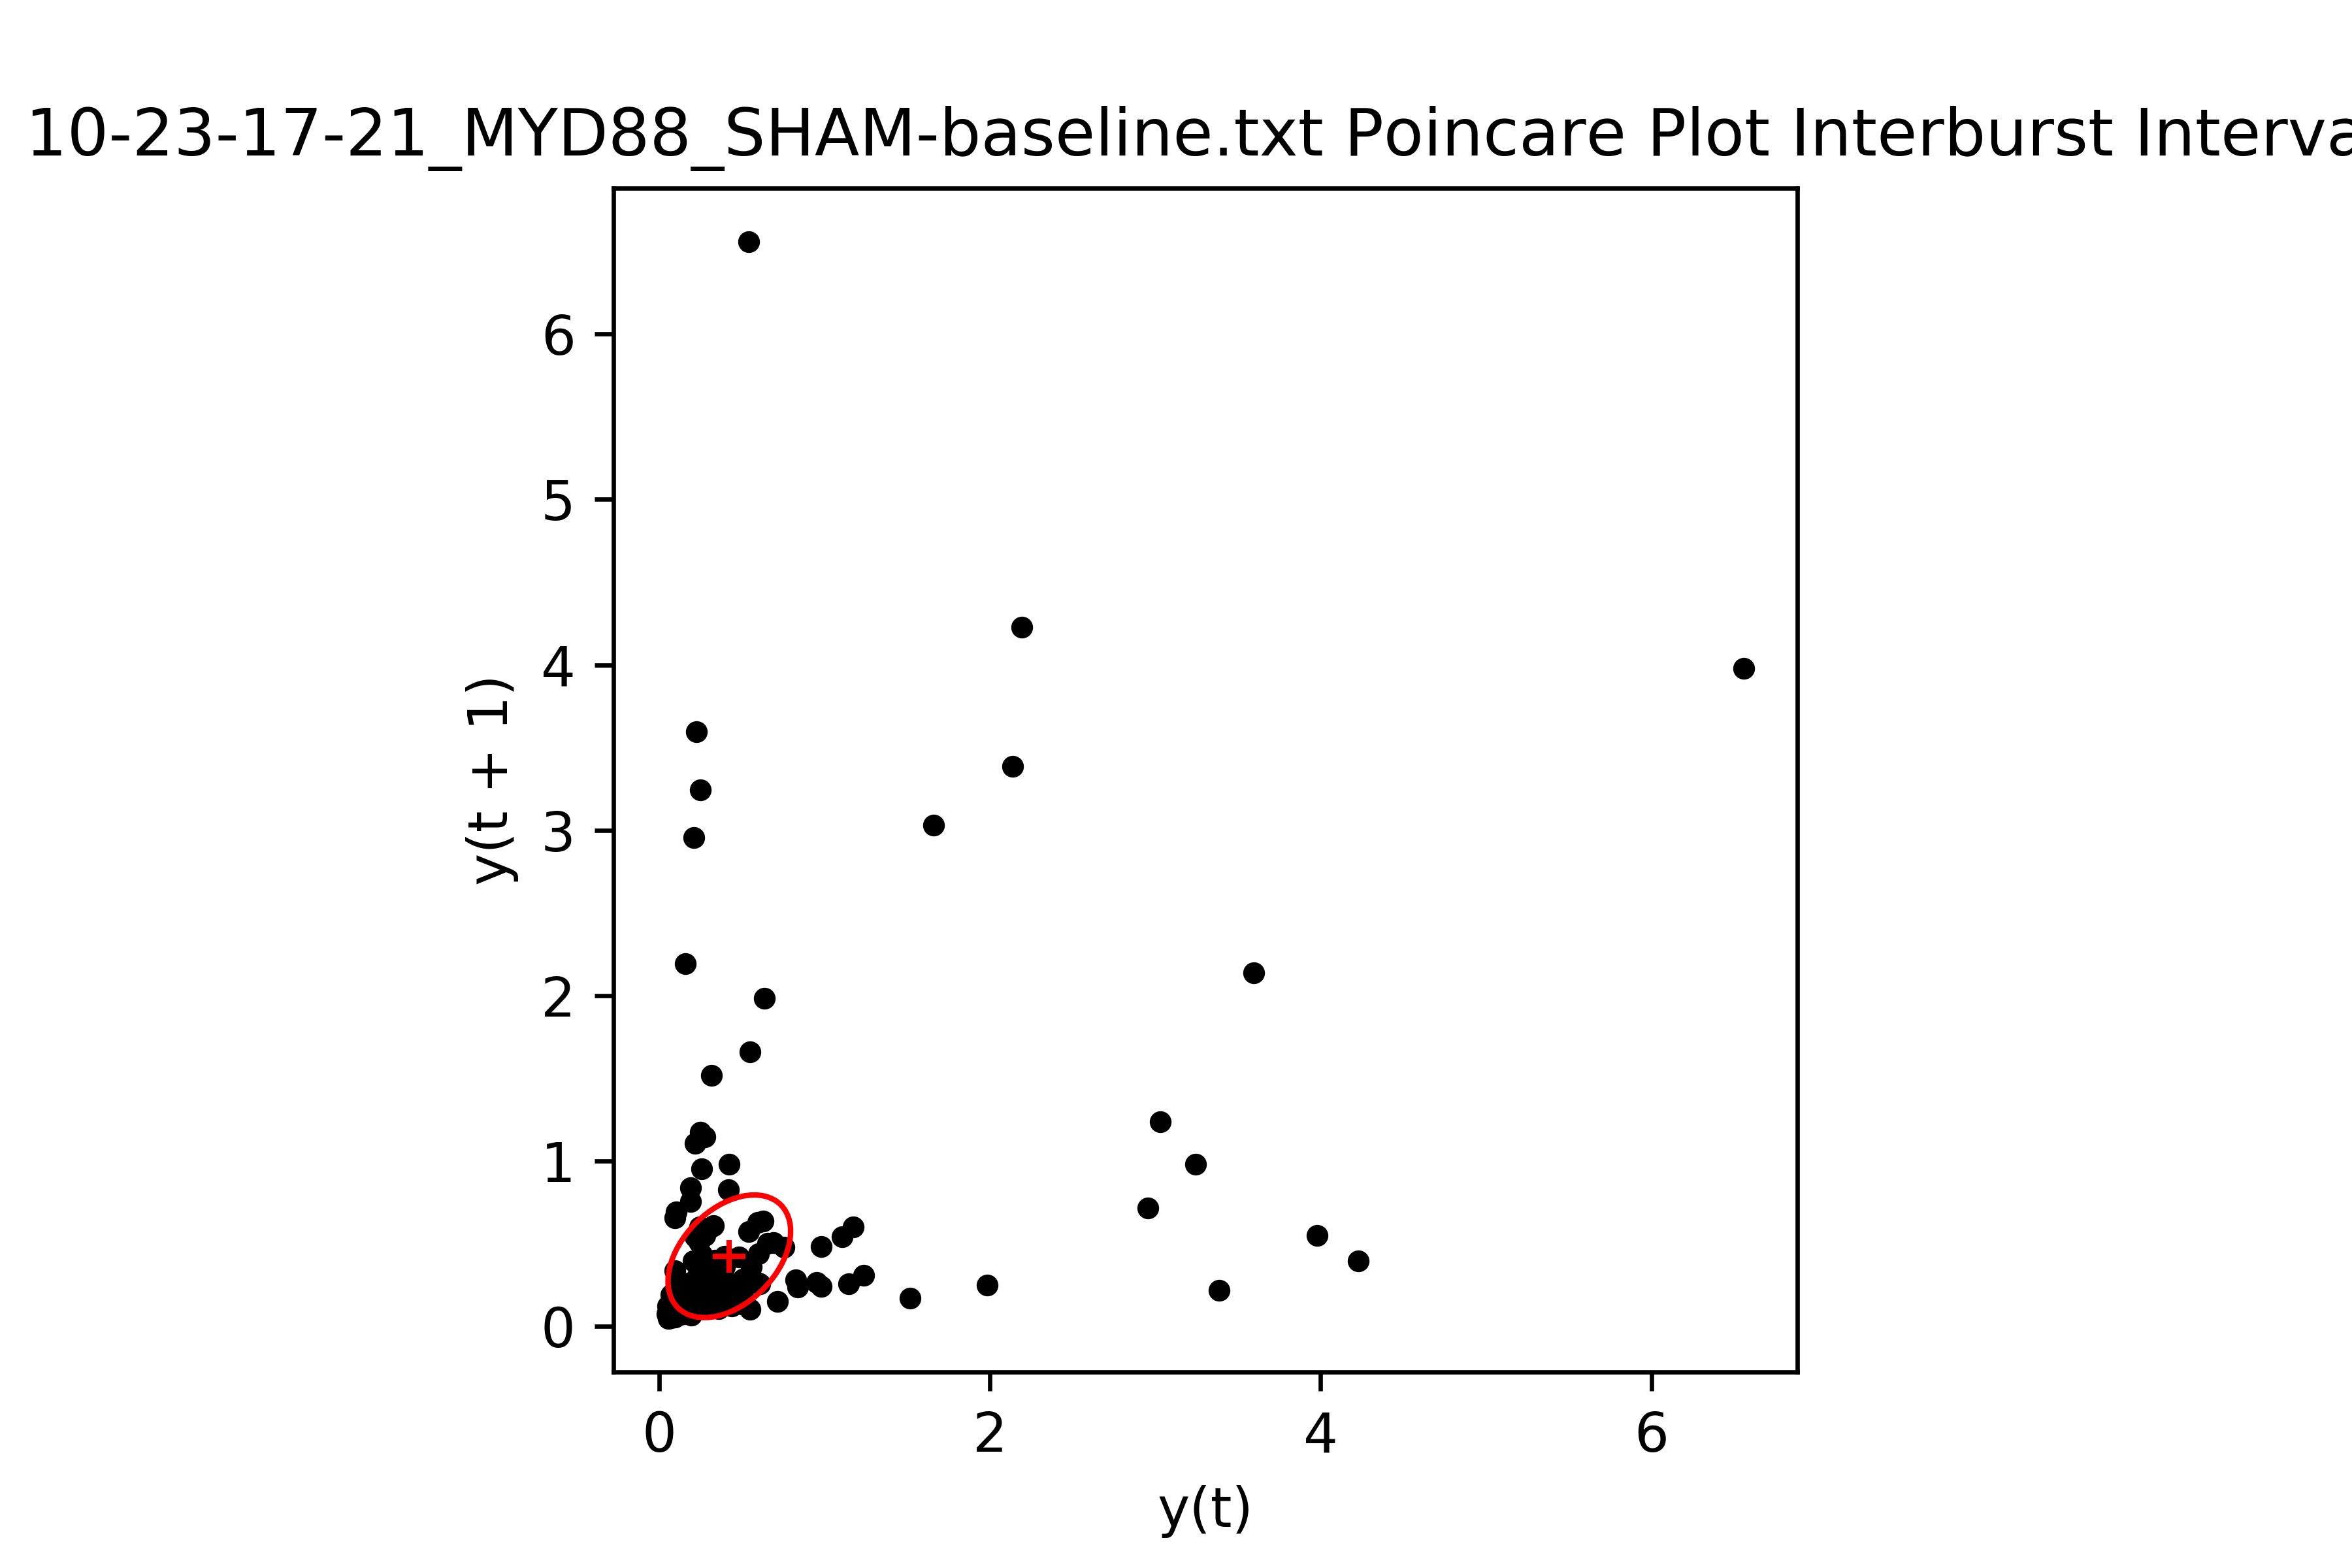 10-23-17-21_MYD88_SHAM-baseline.txt Poincare Plot Interburst Interva
6
5
4
3
2
1
0
y(t + 1)
0 2 4 6
y(t)